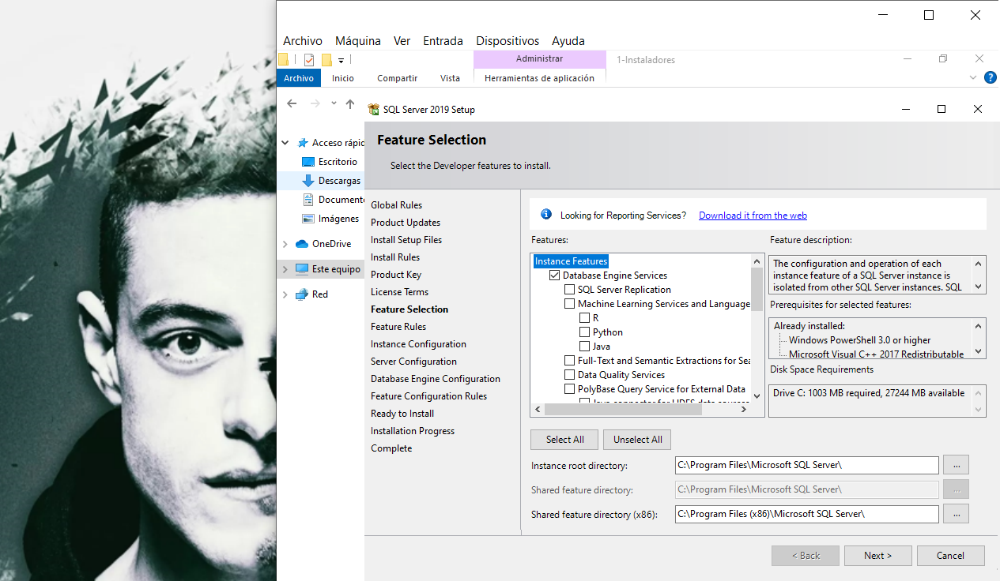 Archivo Máquina Ver Entrada Dispositivos Ayuda
Administrar 1-Instaladores
Archivo Inicio Compartir Vista Herramientas de aplicación
SQL Server 2019 Setup
Acceso rápid
Escritorio
Descargas
Documento
Imágenes
OneDrive
Este equipo
Red
Feature Selection
Select the Developer features to install.
Global Rules
Product Updates
Install Setup Files
Install Rules
Product Key
License Terms
Feature Selection
Feature Rules
Instance Configuration
Server Configuration
Database Engine Configuration
Feature Configuration Rules
Ready to Install
Installation Progress
Complete
Looking for Reporting Services? Download it from the web
Features:
Instance Features
Database Engine Services
SQL Server Replication
Machine Learning Services and Language
R
Python
Java
Full-Text and Semantic Extractions for Sea
Data Quality Services
PolyBase Query Service for External Data
Java connector for HDFS data sources
Feature description:
The configuration and operation of each
instance feature of a SQL Server instance is
isolated from other SQL Server instances. SQL
Prerequisites for selected features:
Already installed:
Windows PowerShell 3.0 or higher
Microsoft Visual C++ 2017 Redistributable
Disk Space Requirements
Drive C: 1003 MB required, 27244 MB available
Select All Unselect All
Instance root directory: C:\Program Files\Microsoft SQL Server\ ...
Shared feature directory: C:\Program Files\Microsoft SQL Server\ ...
Shared feature directory (x86): C:\Program Files (x86)\Microsoft SQL Server\ ...
< Back Next > Cancel